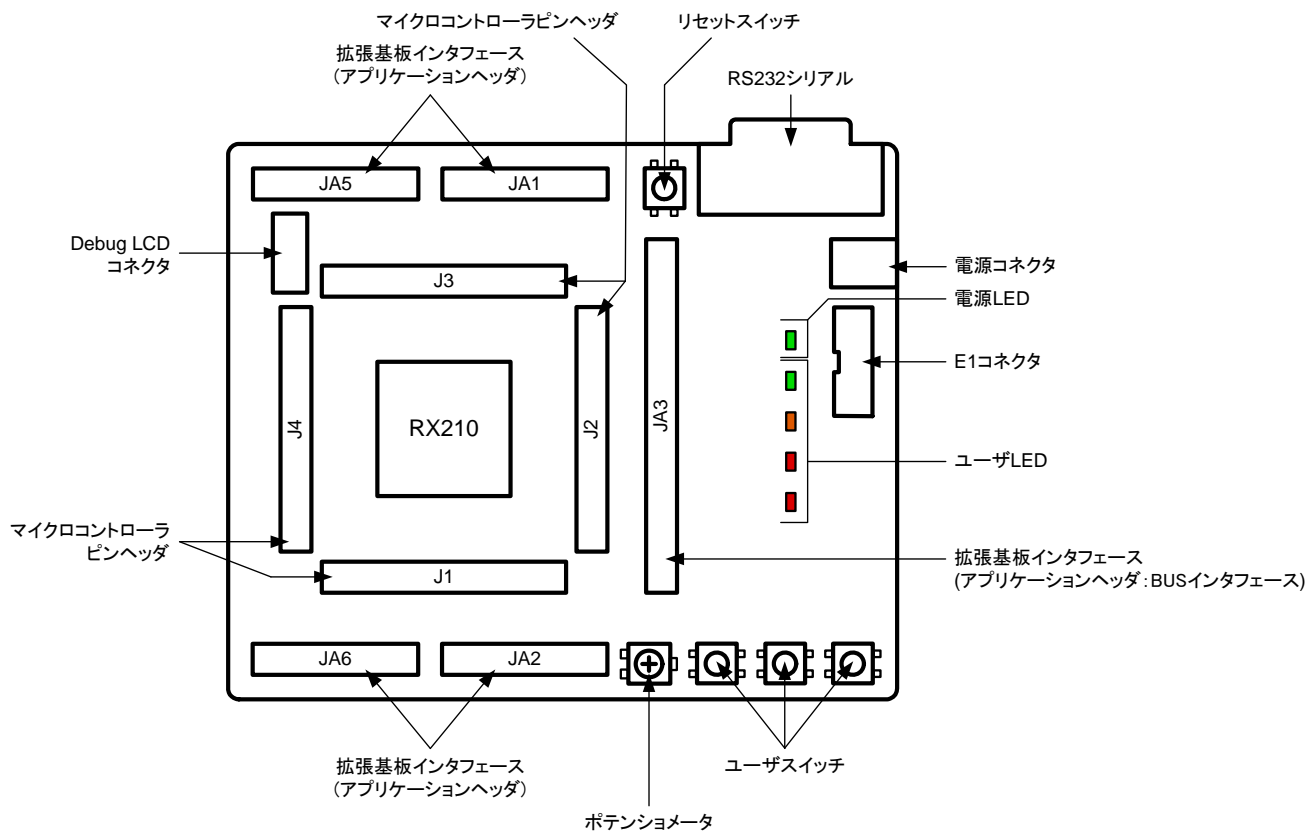 マイクロコントローラピンヘッダ
リセットスイッチ
拡張基板インタフェース
(アプリケーションヘッダ)
RS232シリアル
JA5
JA1
Debug LCD
コネクタ
J3
電源コネクタ
電源LED
E1コネクタ
J4
RX210
J2
JA3
ユーザLED
マイクロコントローラ
ピンヘッダ
J1
拡張基板インタフェース
(アプリケーションヘッダ:BUSインタフェース)
JA6
JA2
拡張基板インタフェース
(アプリケーションヘッダ)
ユーザスイッチ
ポテンショメータ